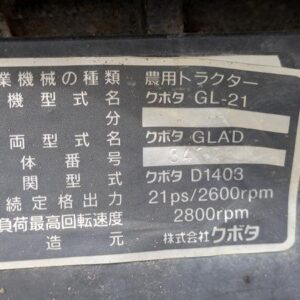 業機械の種類 農用トラクター
機型式名 クボタ GL-21
分
両型式名 クボタ GLAD
体番号
関型式 クボタ D1403
続定格出力 21ps/2600rpm
負荷最高回転速度 2800rpm
造元 株式会社クボタ